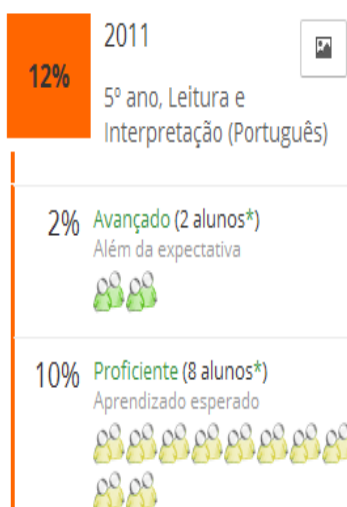 12%
2011
5º ano, Leitura e
Interpretação (Português)
2% Avançado (2 alunos*)
Além da expectativa
10% Proficiente (8 alunos*)
Aprendizado esperado